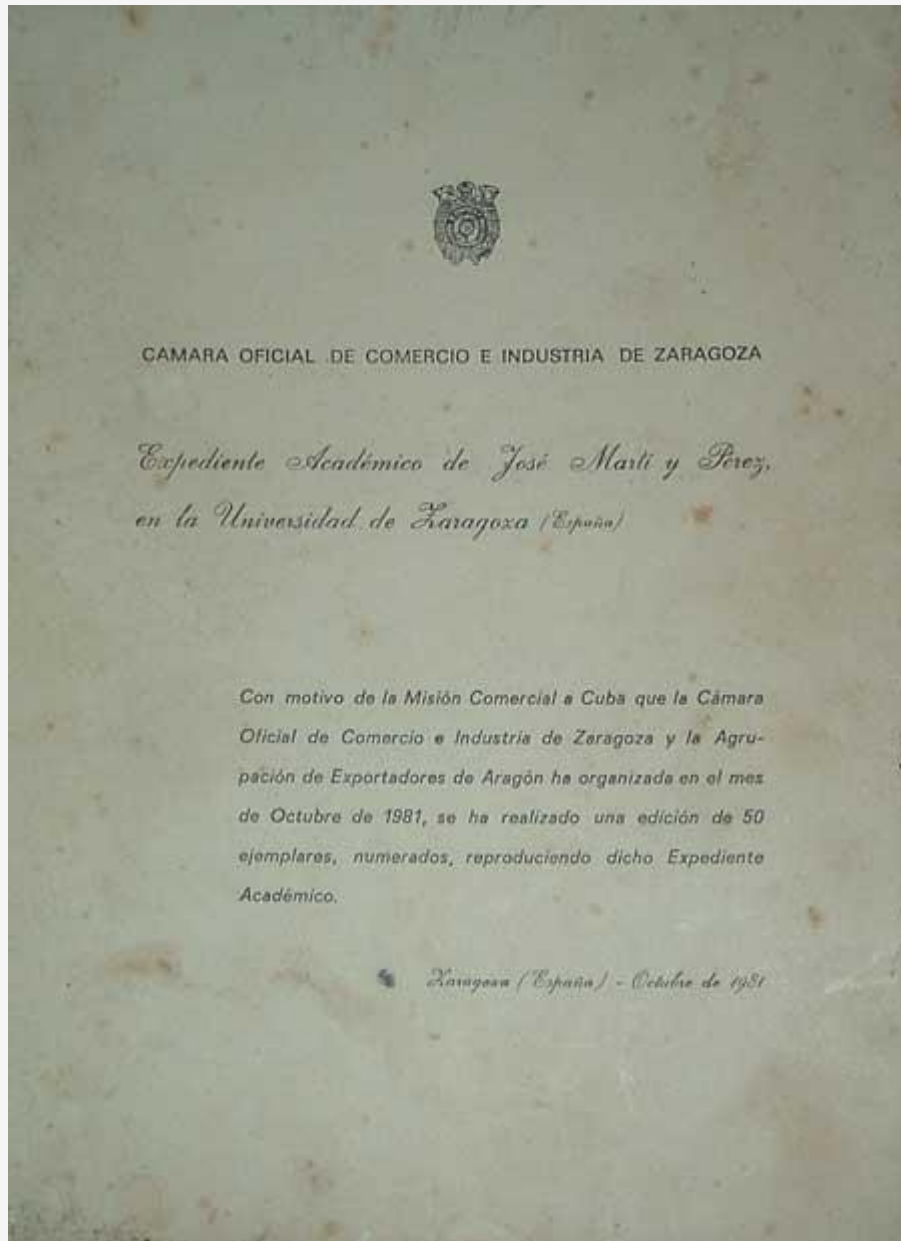 CAMARA OFICIAL DE COMERCIO E INDUSTRIA DE ZARAGOZA
Expediente Académico de José Martí y Pérez,
en la Universidad de Zaragoza (España)
Con motivo de la Misión Comercial a Cuba que la Cámara
Oficial de Comercio e Industria de Zaragoza y la Agru-
pación de Exportadores de Aragón ha organizada en el mes
de Octubre de 1981, se ha realizado una edición de 50
ejemplares, numerados, reproduciendo dicho Expediente
Académico.
Zaragoza (España) - Octubre de 1981